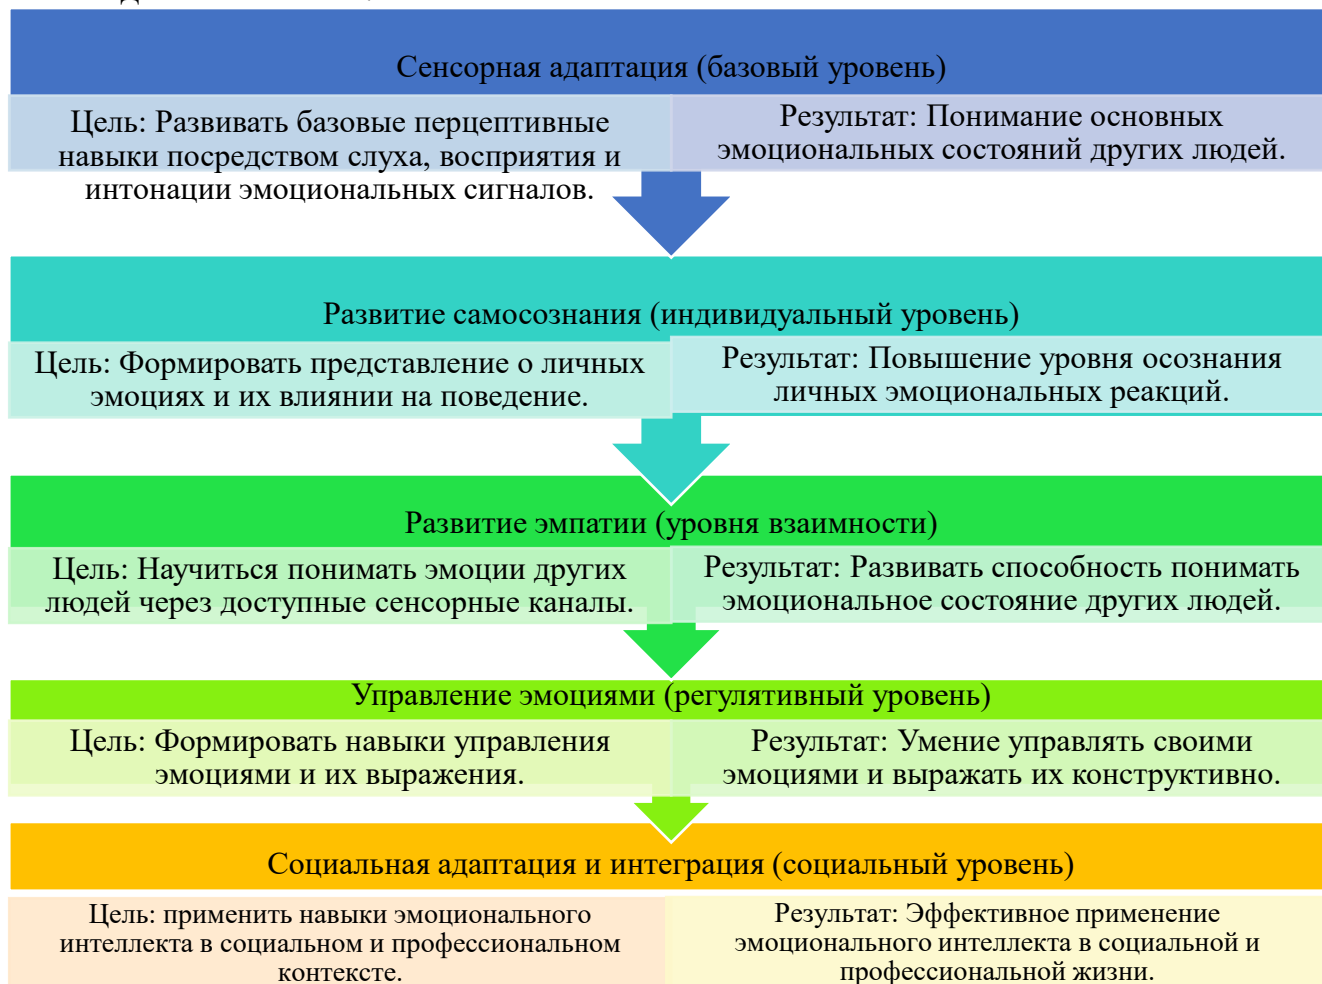 Сенсорная адаптация (базовый уровень)
Цель: Развивать базовые перцептивные
навыки посредством слуха, восприятия и
интонации эмоциональных сигналов.
Результат: Понимание основных
эмоциональных состояний других людей.
Развитие самосознания (индивидуальный уровень)
Цель: Формировать представление о личных
эмоциях и их влиянии на поведение.
Результат: Повышение уровня осознания
личных эмоциональных реакций.
Развитие эмпатии (уровня взаимности)
Цель: Научиться понимать эмоции других
людей через доступные сенсорные каналы.
Результат: Развивать способность понимать
эмоциональное состояние других людей.
Управление эмоциями (регулятивный уровень)
Цель: Формировать навыки управления
эмоциями и их выражения.
Результат: Умение управлять своими
эмоциями и выражать их конструктивно.
Социальная адаптация и интеграция (социальный уровень)
Цель: применить навыки эмоционального
интеллекта в социальном и профессиональном
контексте.
Результат: Эффективное применение
эмоционального интеллекта в социальной и
профессиональной жизни.